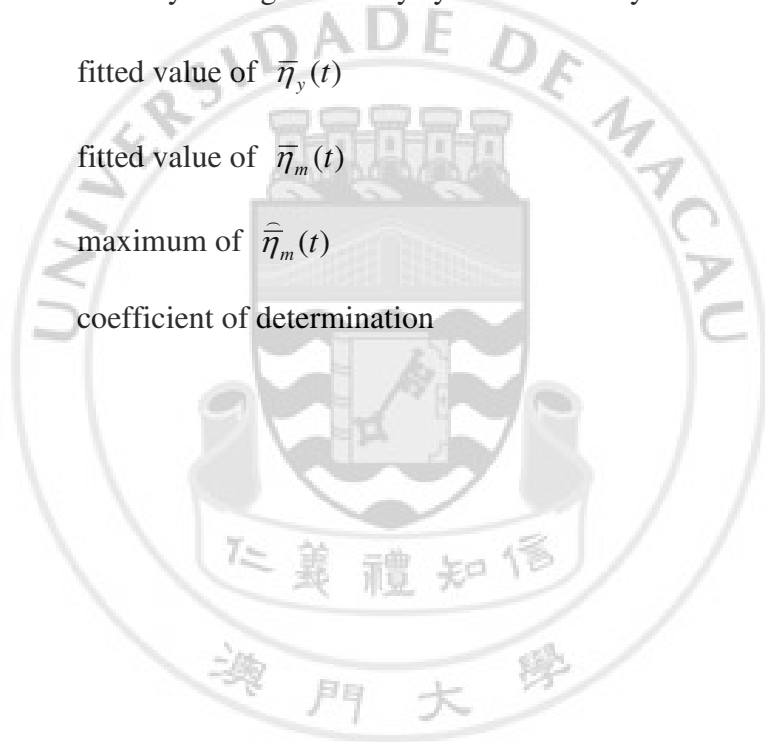 fitted value of η̅_y(t)
fitted value of η̅_m(t)
maximum of η̅̂_m(t)
coefficient of determination
UNIVERSIDADE DE MACAU
仁義禮知信
澳門大學